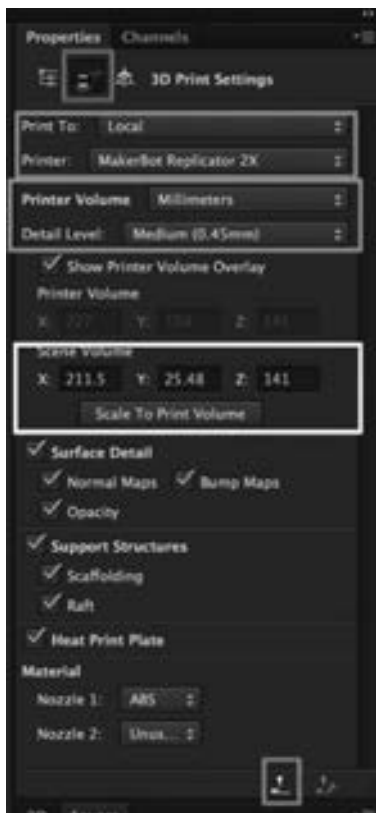 Properties Channels
3D Print Settings
Print To: Local
Printer: MakerBot Replicator 2X
Printer Volume Millimeters
Detail Level: Medium (0.45mm)
Show Printer Volume Overlay
Printer Volume
X: Y: Z:
Scene Volume
X: 211.5 Y: 25.48 Z: 141
Scale To Print Volume
Surface Detail
Normal Maps Bump Maps
Opacity
Support Structures
Scaffolding
Raft
Heat Print Plate
Material
Nozzle 1: ABS
Nozzle 2: Unus...